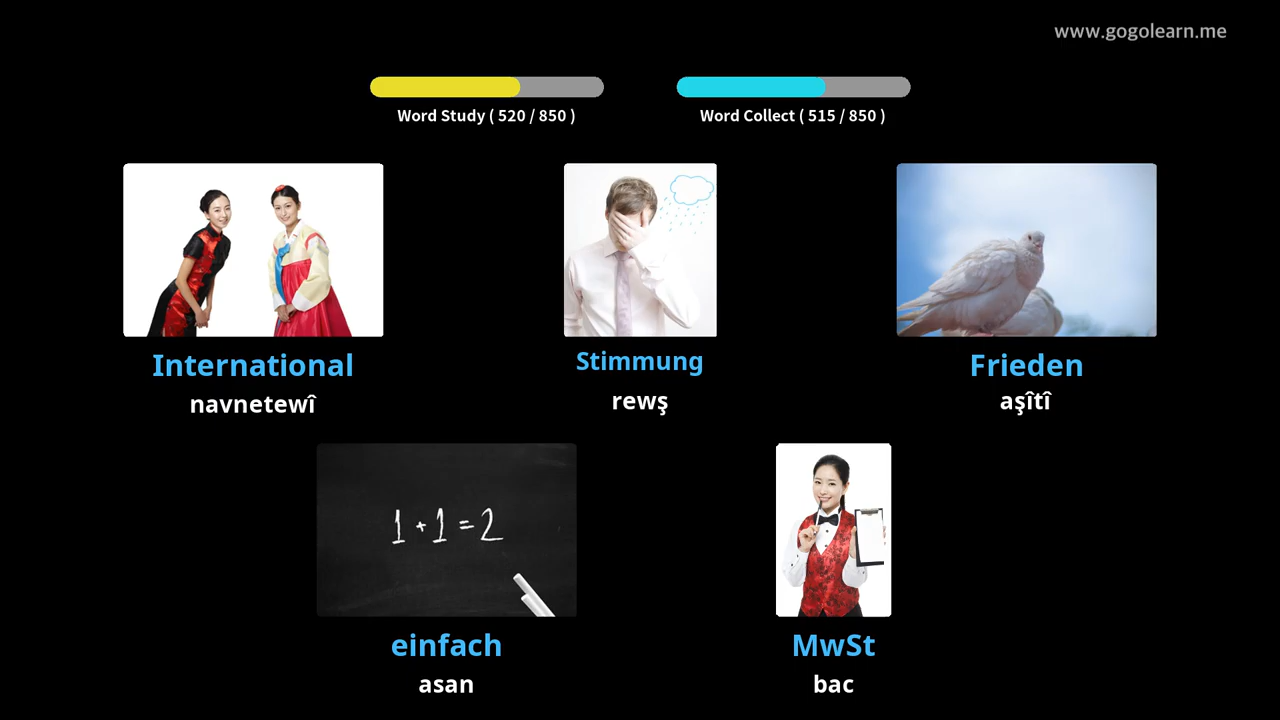 www.gogolearn.me
Word Study ( 520 / 850 )
Word Collect ( 515 / 850 )
International
navnetewî
Stimmung
rewş
Frieden
aşîtî
1 + 1 = 2
einfach
asan
MwSt
bac